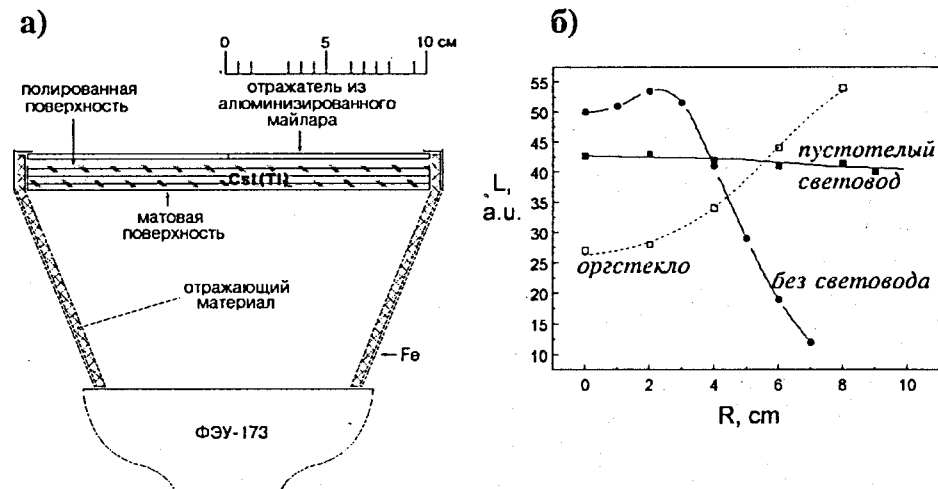 а)
0 5 10 см
полированная
поверхность
отражатель из
алюминизированного
майлара
CsI(Tl)
матовая
поверхность
отражающий
материал
Fe
ФЭУ-173
б)
55
50
45
40
35
30
25
20
15
10
L,
a.u.
пустотелый
световод
оргстекло
без световода
0 2 4 6 8 10
R, cm